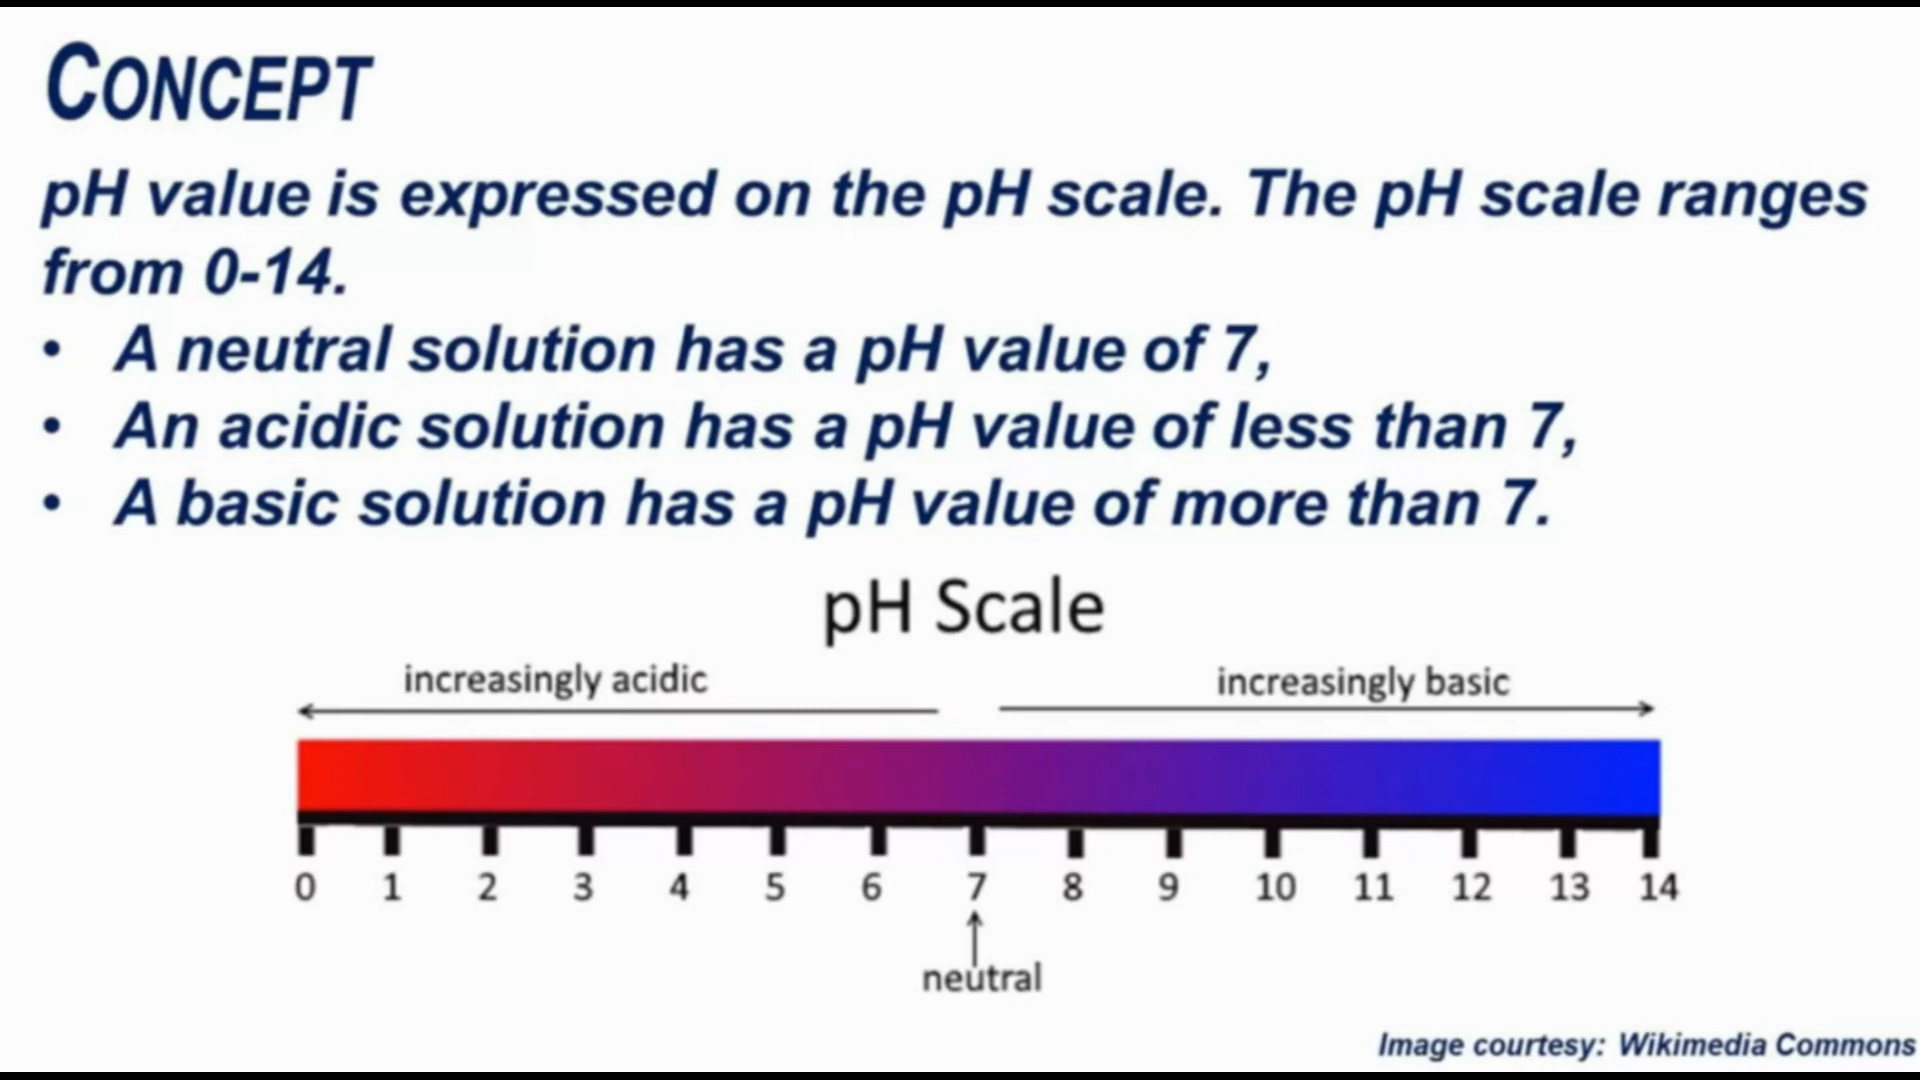 CONCEPT
pH value is expressed on the pH scale. The pH scale ranges
from 0-14.
• A neutral solution has a pH value of 7,
• An acidic solution has a pH value of less than 7,
• A basic solution has a pH value of more than 7.
pH Scale
increasingly acidic increasingly basic
0 1 2 3 4 5 6 7 8 9 10 11 12 13 14
neutral
Image courtesy: Wikimedia Commons